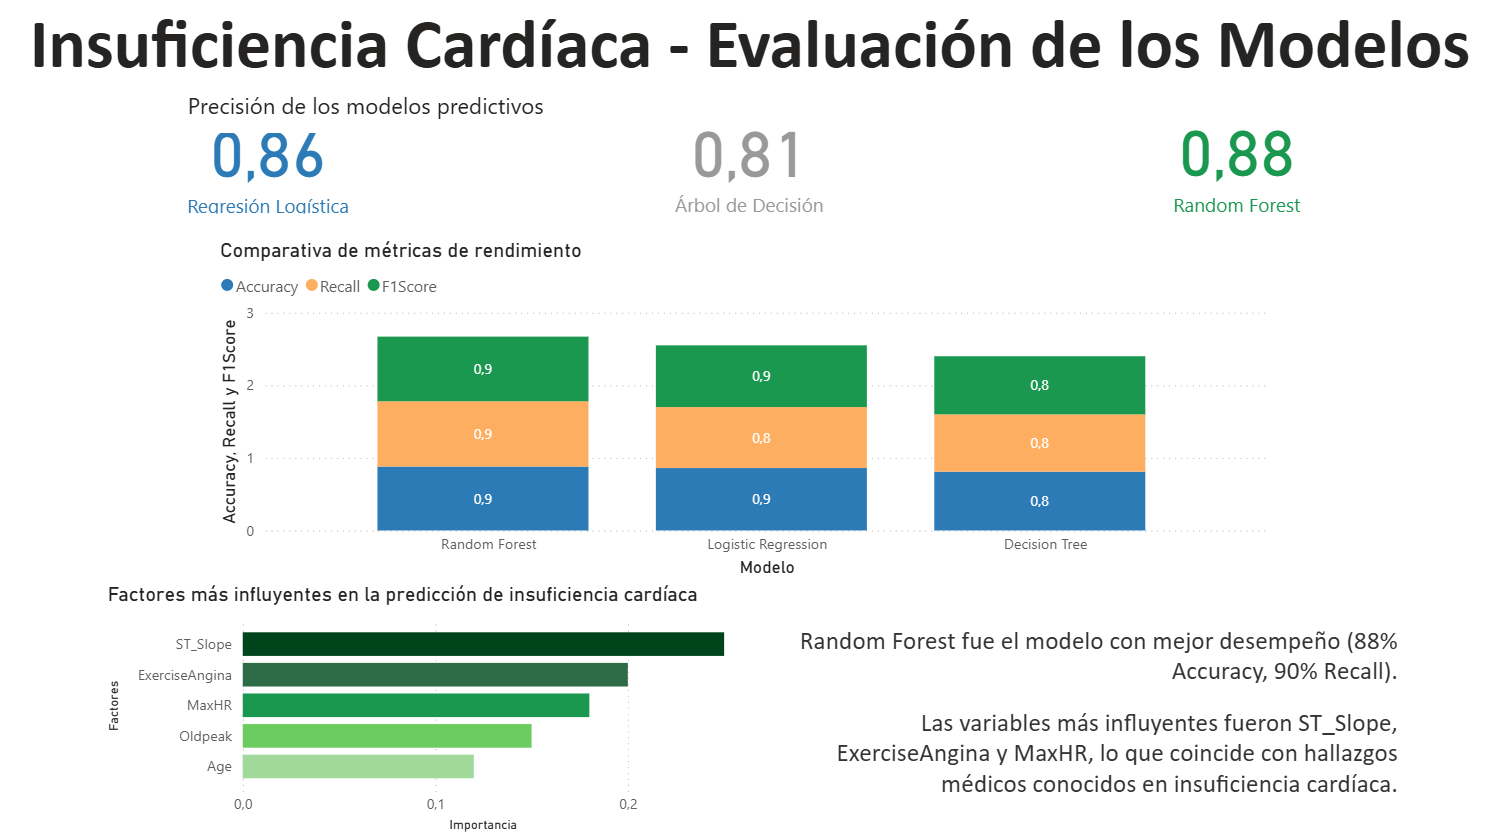 Insuficiencia Cardíaca - Evaluación de los Modelos
Precisión de los modelos predictivos
0,86
Regresión Logística
0,81
Árbol de Decisión
0,88
Random Forest
Comparativa de métricas de rendimiento
Accuracy Recall F1Score
Accuracy, Recall y F1Score
3
2
1
0
0,9
0,9
0,9
0,9
0,8
0,9
0,8
0,8
0,8
Random Forest
Logistic Regression
Decision Tree
Modelo
Factores más influyentes en la predicción de insuficiencia cardíaca
Factores
ST_Slope
ExerciseAngina
MaxHR
Oldpeak
Age
0,0
0,1
0,2
Importancia
Random Forest fue el modelo con mejor desempeño (88%
Accuracy, 90% Recall).
Las variables más influyentes fueron ST_Slope,
ExerciseAngina y MaxHR, lo que coincide con hallazgos
médicos conocidos en insuficiencia cardíaca.